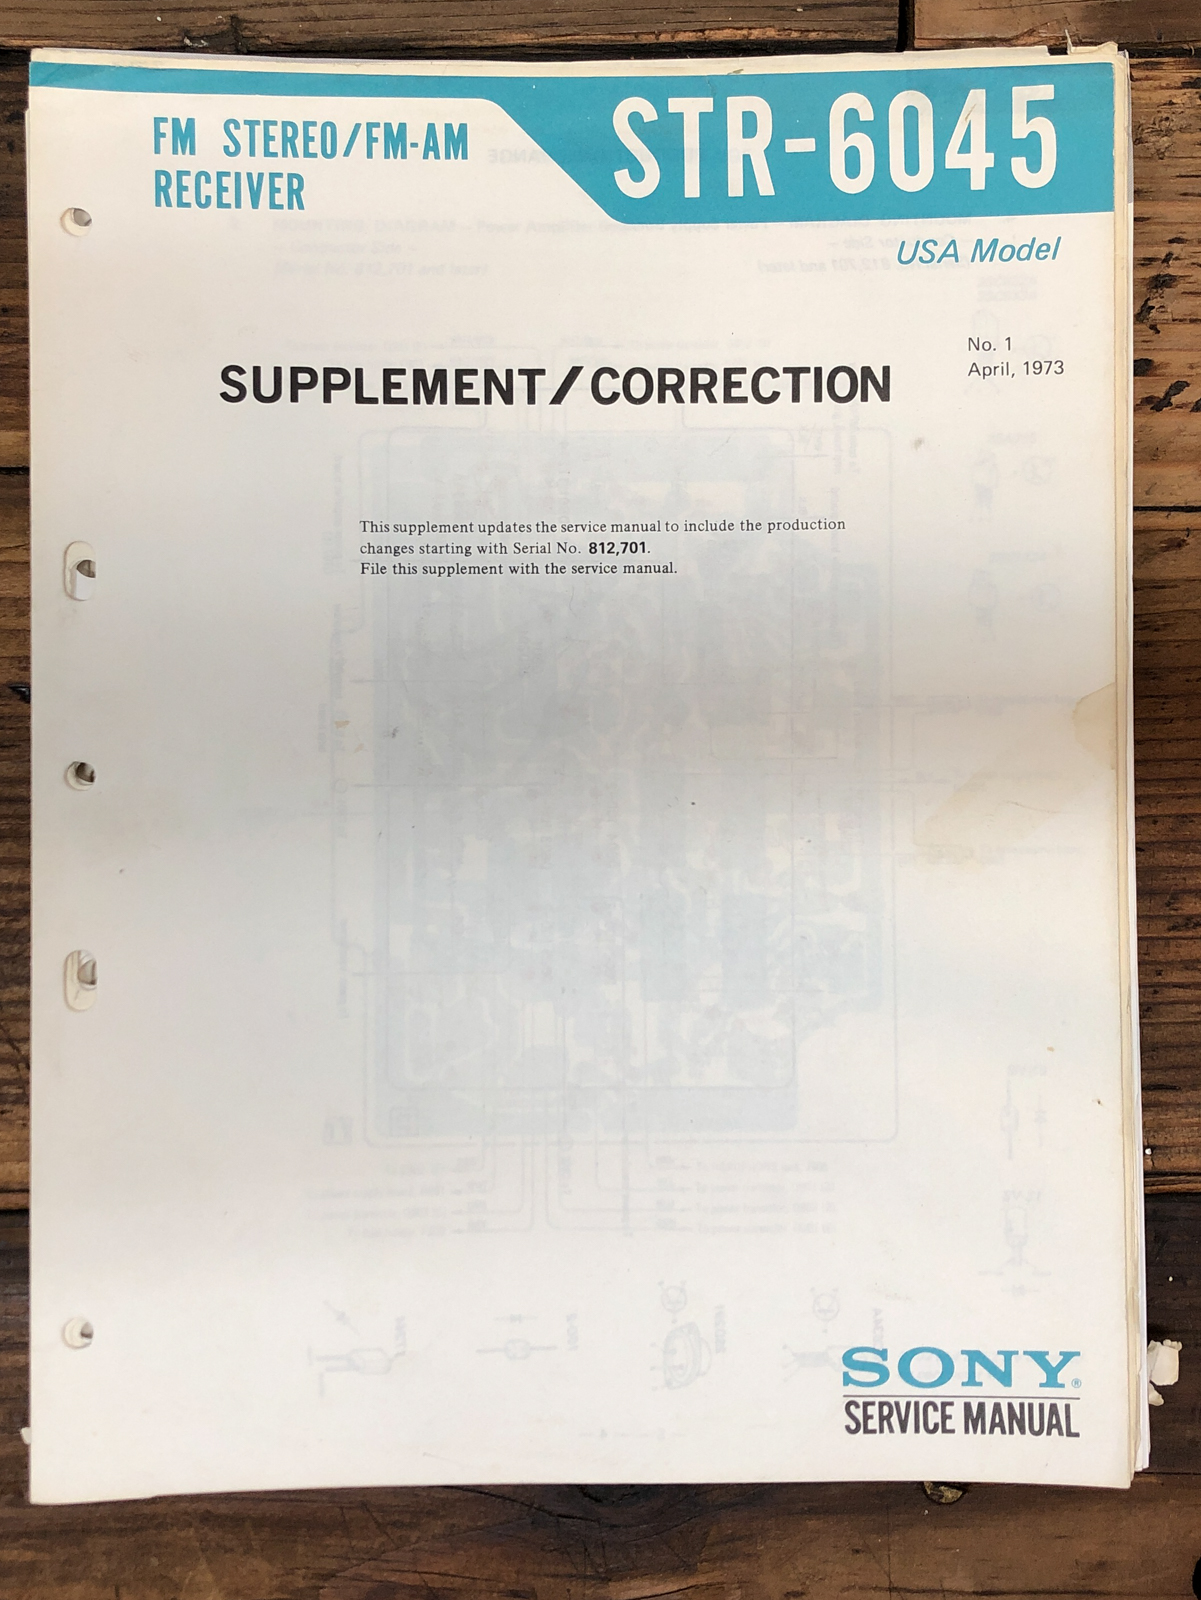 FM STEREO/FM-AM
RECEIVER
STR-6045
USA Model
No. 1
April, 1973
SUPPLEMENT/CORRECTION
This supplement updates the service manual to include the production
changes starting with Serial No. 812,701.
File this supplement with the service manual.
SONY®
SERVICE MANUAL